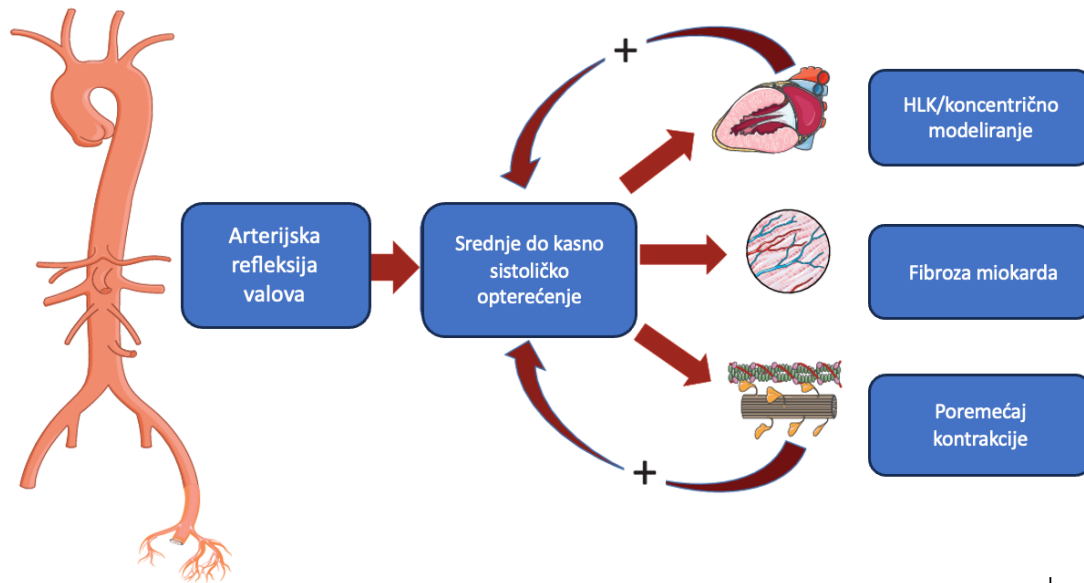 +
HLK/koncentrično
modeliranje
Arterijska
refleksija
valova
Srednje do kasno
sistoličko
opterećenje
Fibroza miokarda
Poremećaj
kontrakcije
+